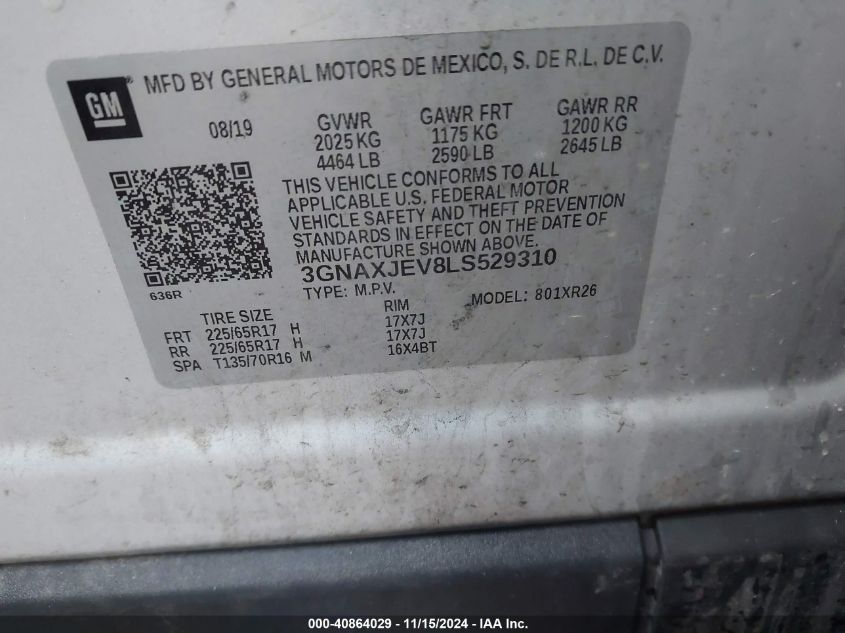 GM
MFD BY GENERAL MOTORS DE MEXICO, S. DE R.L. DE C.V.
08/19
GVWR GAWR FRT GAWR RR
2025 KG 1175 KG 1200 KG
4464 LB 2590 LB 2645 LB
THIS VEHICLE CONFORMS TO ALL
APPLICABLE U.S. FEDERAL MOTOR
VEHICLE SAFETY AND THEFT PREVENTION
STANDARDS IN EFFECT ON THE DATE OF
MANUFACTURE SHOWN ABOVE.
3GNAXJEV8LS529310
636R
TYPE: M.P.V. MODEL: 801XR26
TIRE SIZE RIM
FRT 225/65R17 H 17X7J
RR 225/65R17 H 17X7J
SPA T135/70R16 M 16X4BT
000-40864029 - 11/15/2024 - IAA Inc.